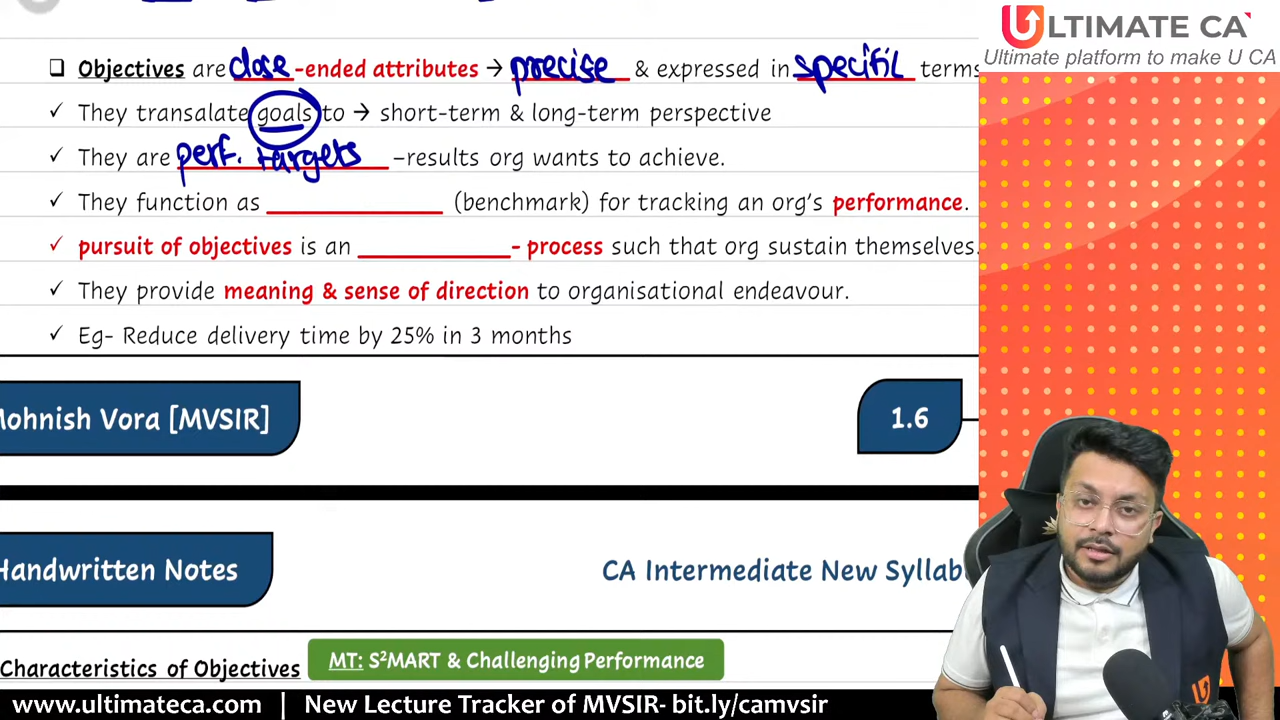 ULTIMATE CA
Ultimate platform to make U CA
Objectives are close-ended attributes → precise & expressed in specific terms
✓ They transalate goals to → short-term & long-term perspective
✓ They are perf. targets –results org wants to achieve.
✓ They function as ____________ (benchmark) for tracking an org's performance.
✓ pursuit of objectives is an ____________ - process such that org sustain themselves.
✓ They provide meaning & sense of direction to organisational endeavour.
✓ Eg- Reduce delivery time by 25% in 3 months
Mohnish Vora [MVSIR]
1.6
Handwritten Notes
CA Intermediate New Syllab
Characteristics of Objectives
MT: S²MART & Challenging Performance
www.ultimateca.com | New Lecture Tracker of MVSIR- bit.ly/camvsir